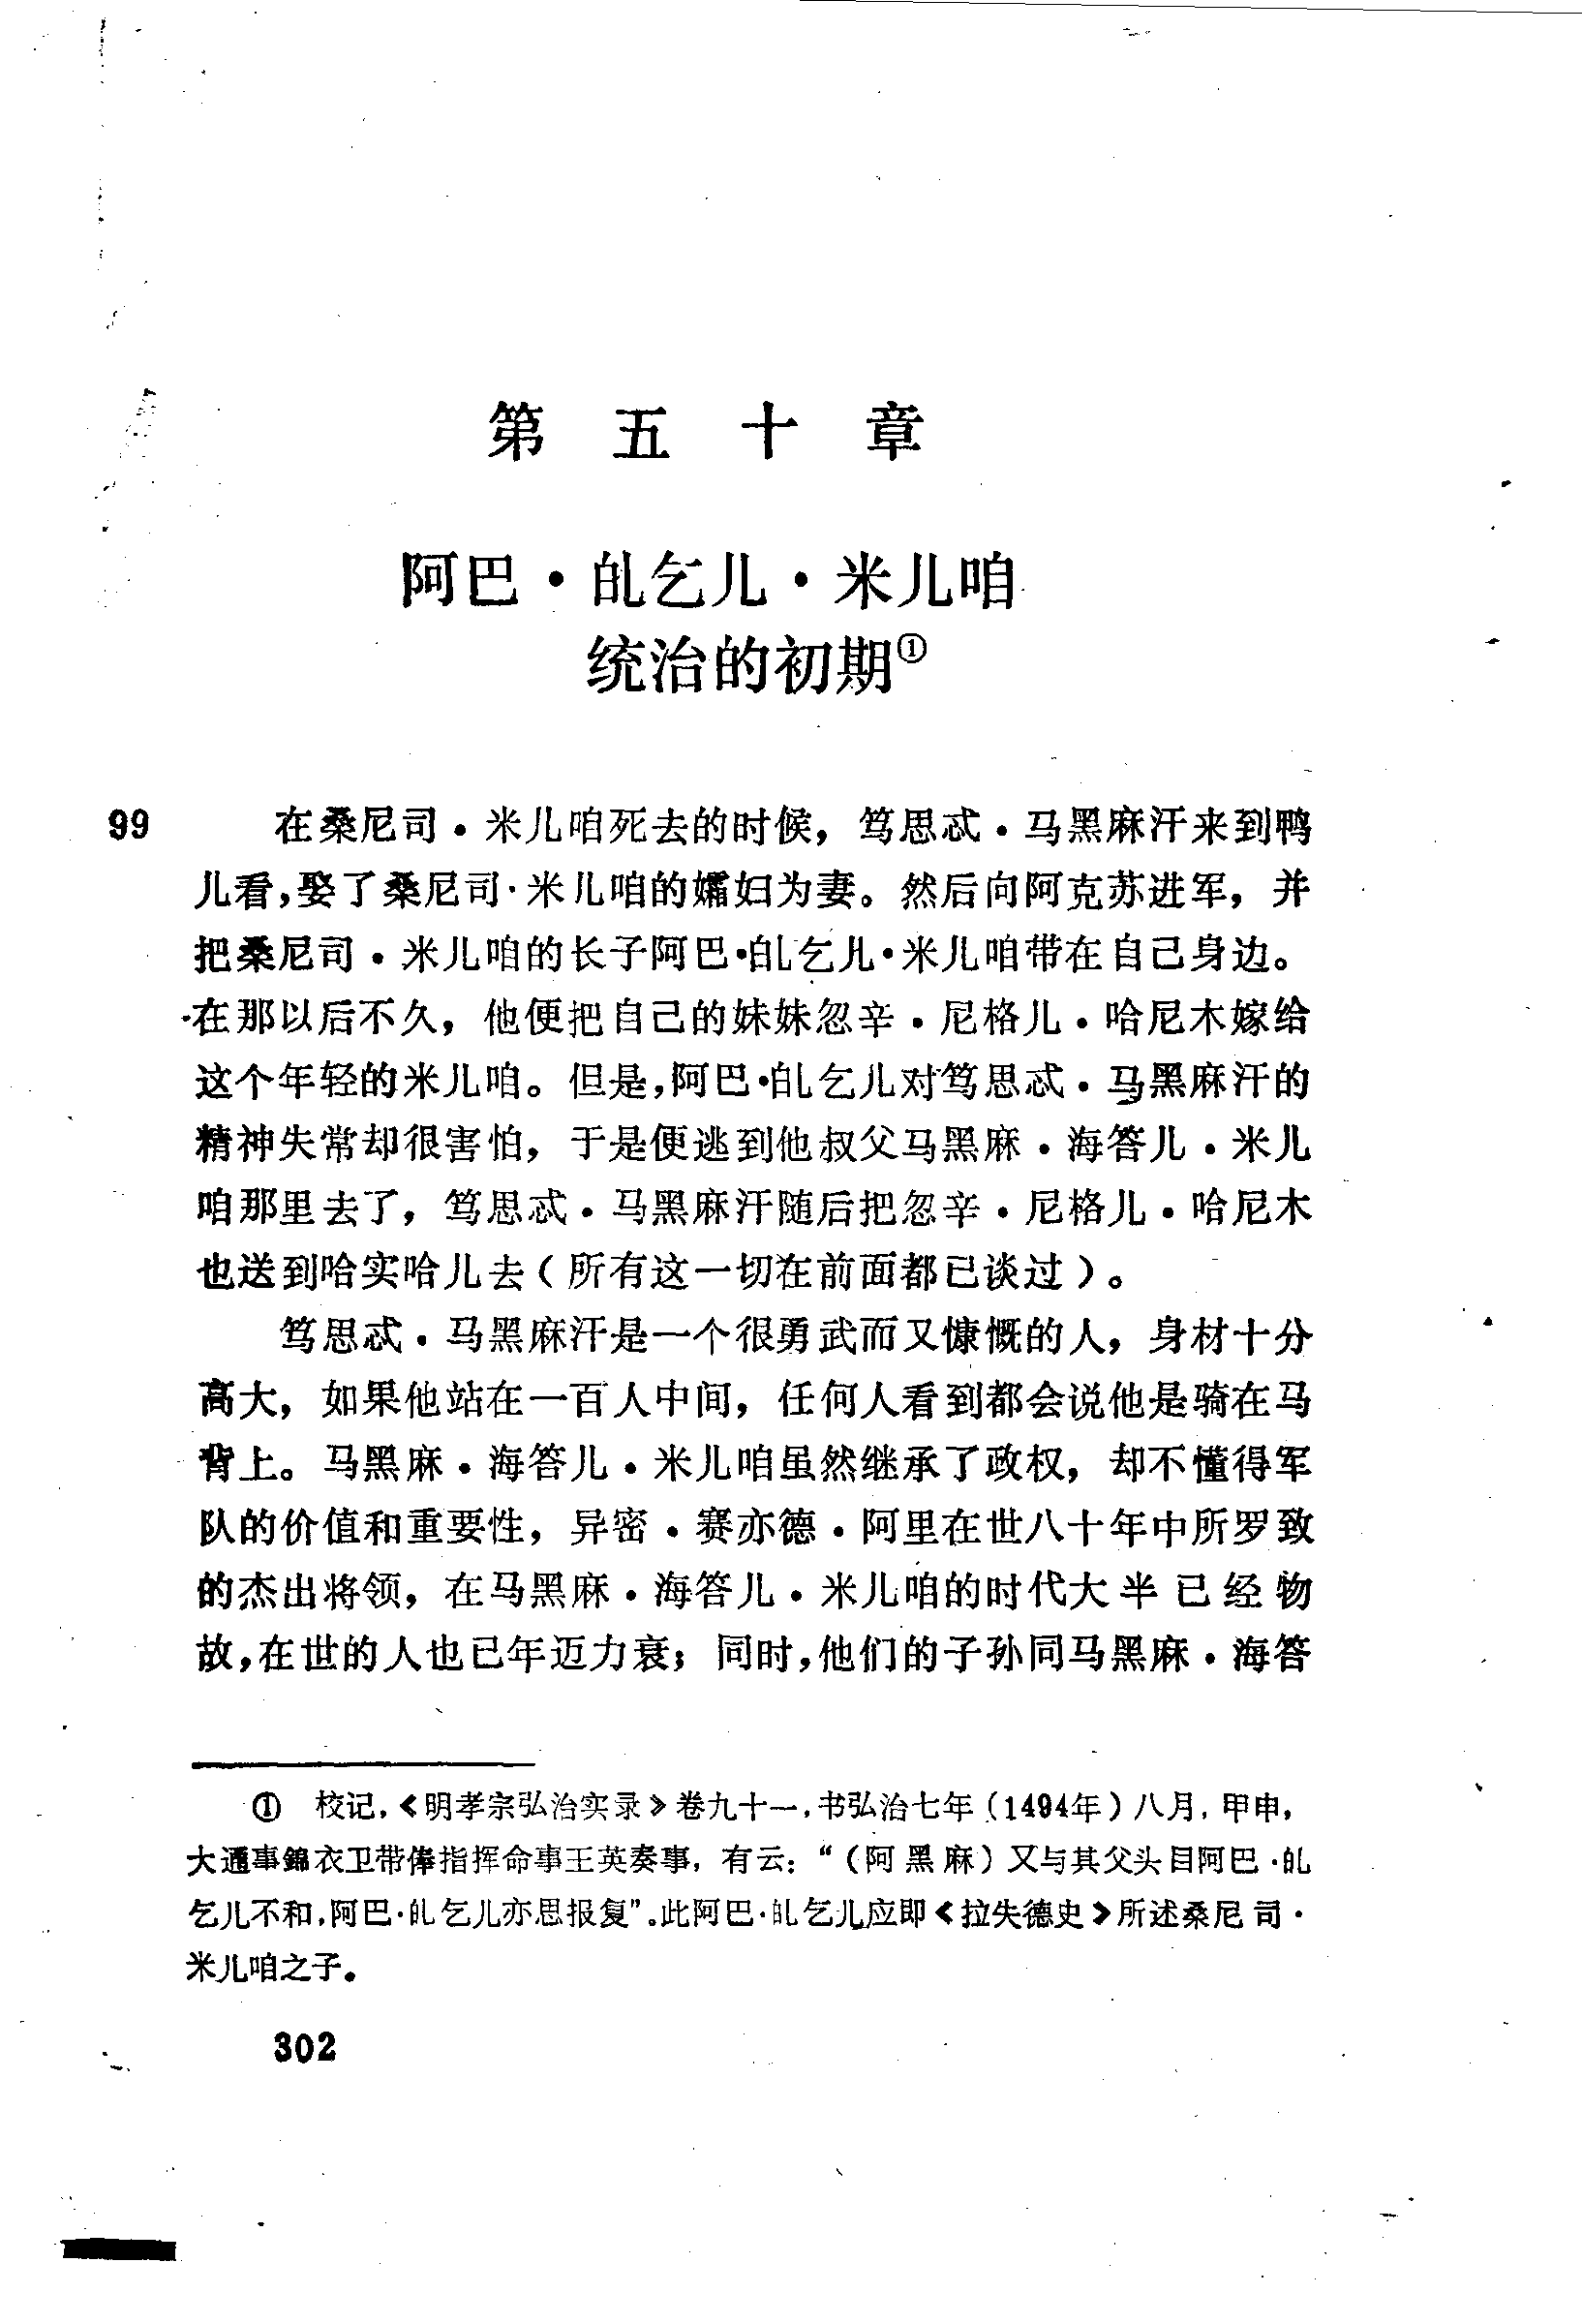 第五十章
阿巴·癿乞儿·米儿咱
统治的初期①
99
在桑尼司·米儿咱死去的时候，笃思忒·马黑麻汗来到鸭
儿看，娶了桑尼司·米儿咱的孀妇为妻。然后向阿克苏进军，并
把桑尼司·米儿咱的长子阿巴·癿乞儿·米儿咱带在自己身边。
在那以后不久，他便把自己的妹妹忽辛·尼格儿·哈尼木嫁给
这个年轻的米儿咱。但是，阿巴·癿乞儿对笃思忒·马黑麻汗的
精神失常却很害怕，于是便逃到他叔父马黑麻·海答儿·米儿
咱那里去了，笃思忒·马黑麻汗随后把忽辛·尼格儿·哈尼木
也送到哈实哈儿去（所有这一切在前面都已谈过）。
笃思忒·马黑麻汗是一个很勇武而又慷慨的人，身材十分
高大，如果他站在一百人中间，任何人看到都会说他是骑在马
背上。马黑麻·海答儿·米儿咱虽然继承了政权，却不懂得军
队的价值和重要性，异密·赛亦德·阿里在世八十年中所罗致
的杰出将领，在马黑麻·海答儿·米儿咱的时代大半已经物
故，在世的人也已年迈力衰；同时，他们的子孙同马黑麻·海答
① 校记，《明孝宗弘治实录》卷九十一，书弘治七年（1494年）八月，甲申，
大通事錦衣卫带俸指挥命事王英奏事，有云：“（阿黑麻）又与其父头目阿巴·癿
乞儿不和，阿巴·癿乞儿亦思报复”。此阿巴·癿乞儿应即《拉失德史》所述桑尼司·
米儿咱之子。
302